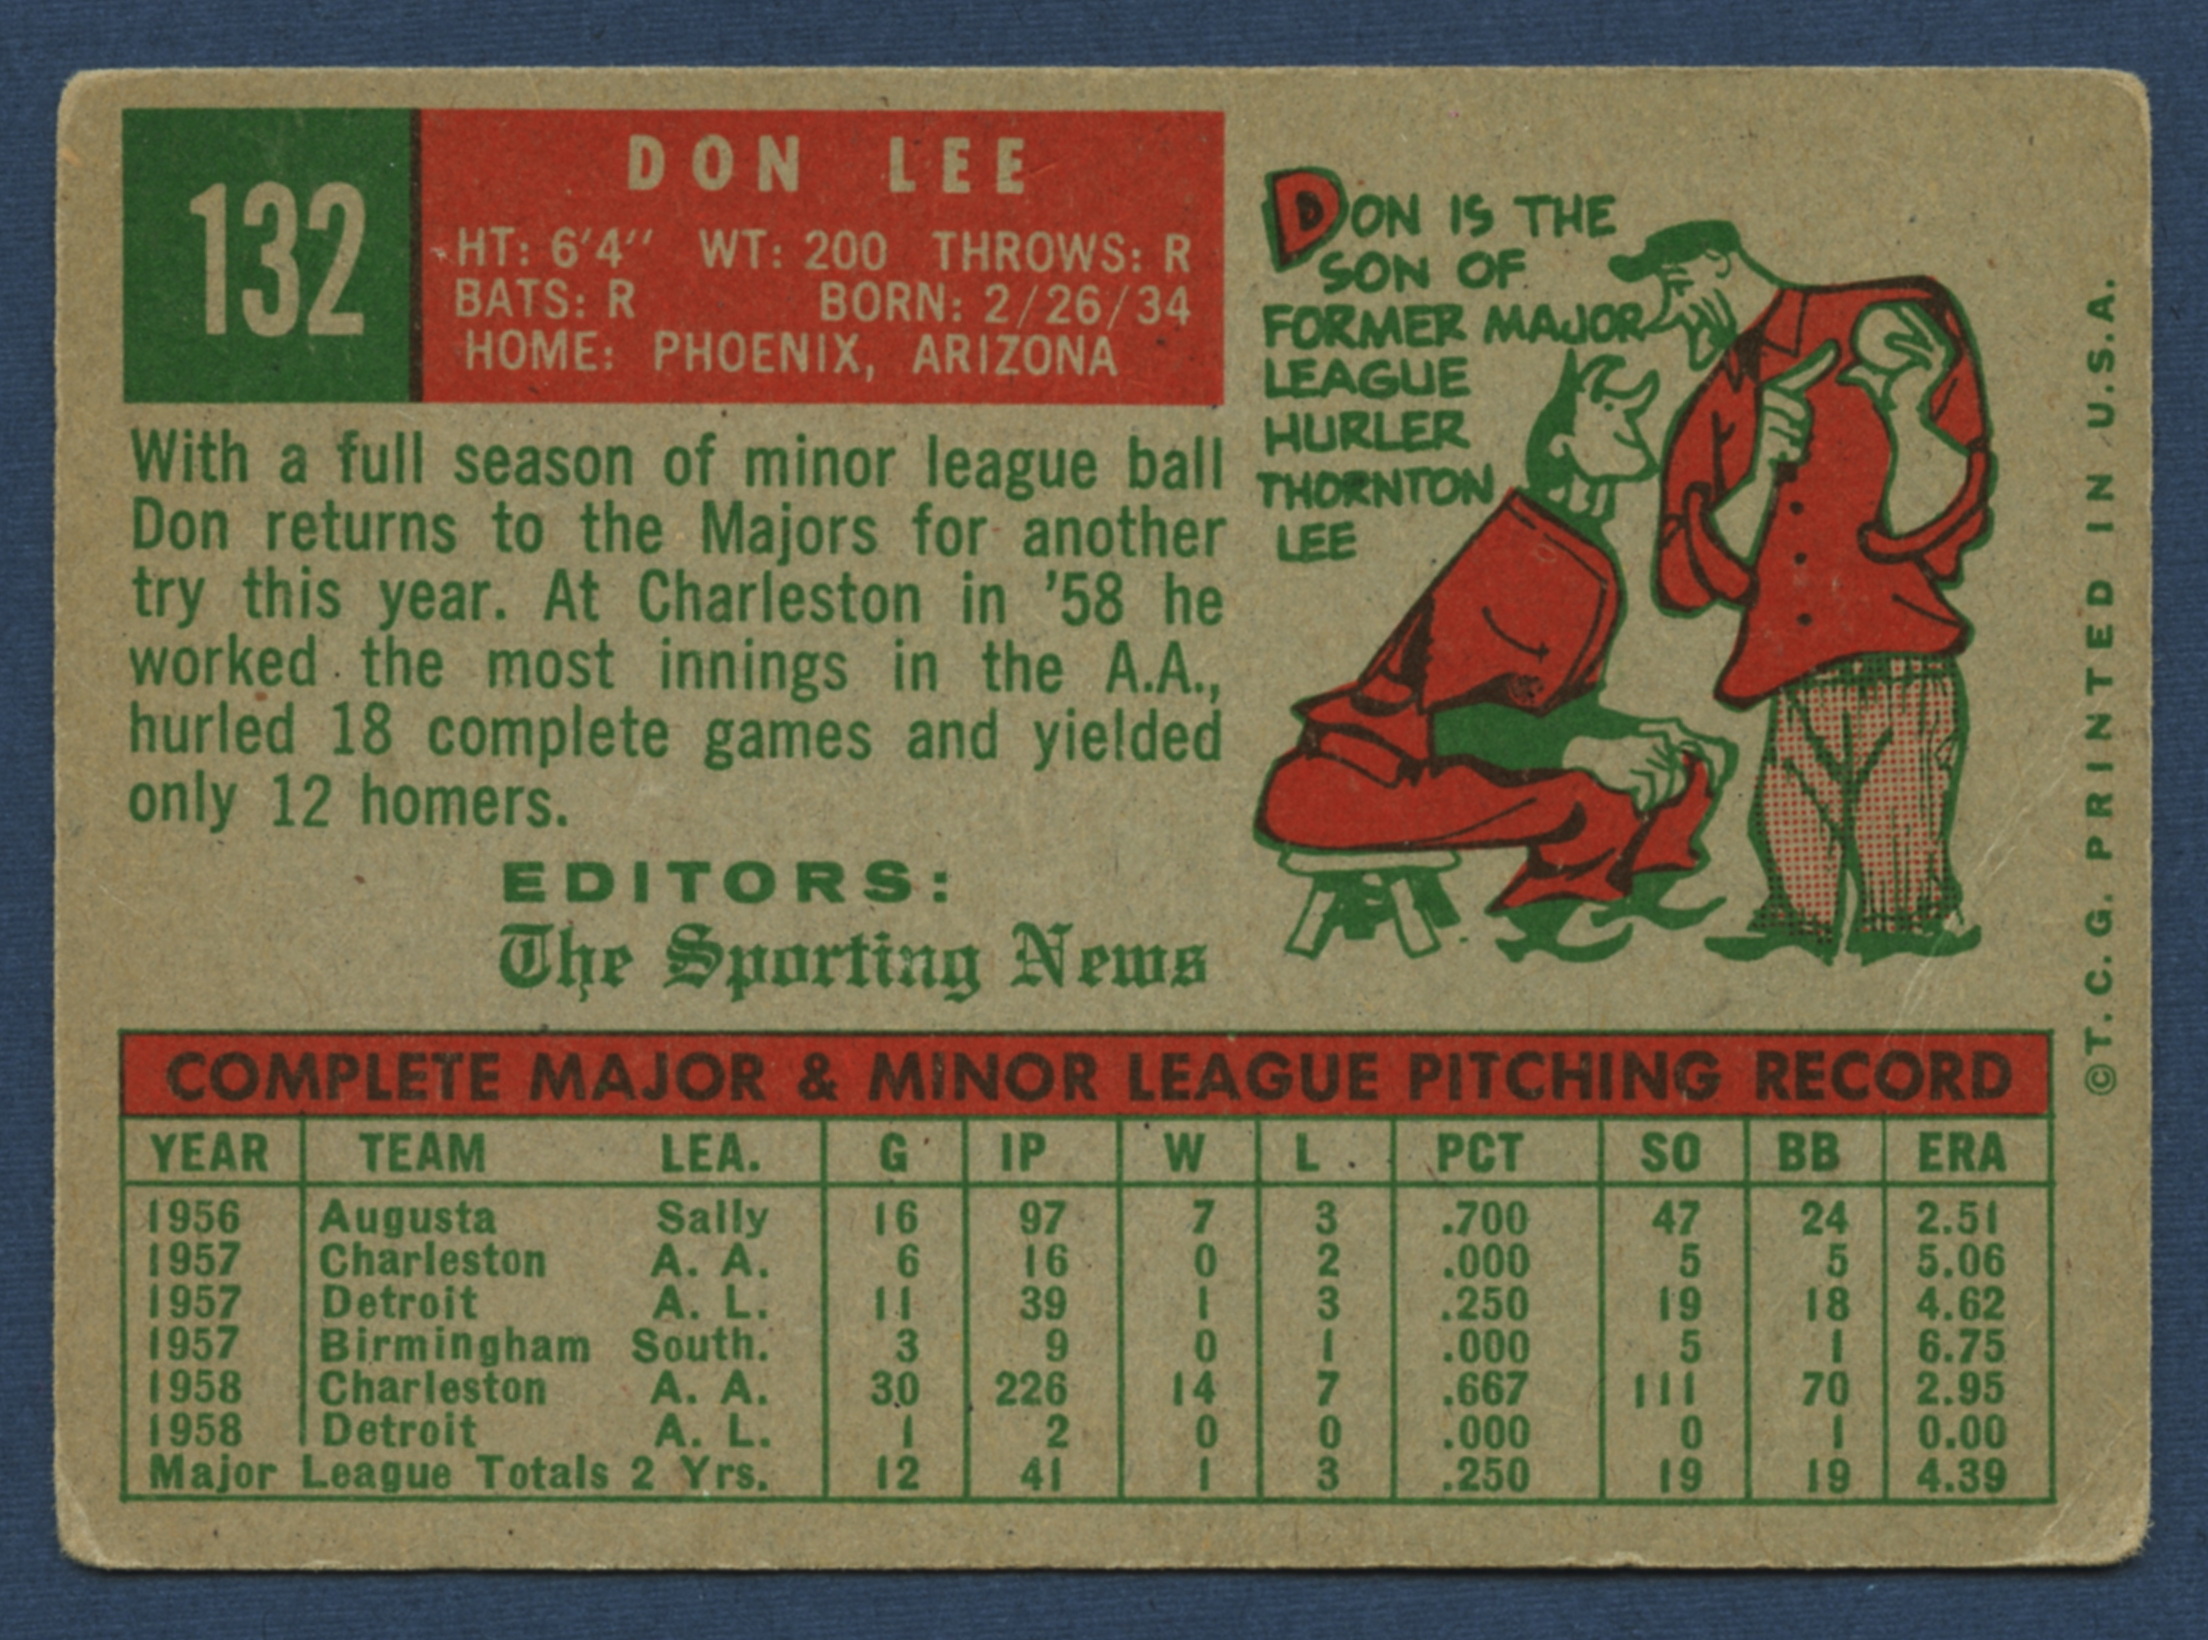 132
DON LEE
HT: 6'4" WT: 200 THROWS: R
BATS: R BORN: 2/26/34
HOME: PHOENIX, ARIZONA
With a full season of minor league ball
Don returns to the Majors for another
try this year. At Charleston in '58 he
worked the most innings in the A.A.,
hurled 18 complete games and yielded
only 12 homers.
EDITORS:
The Sporting News
DON IS THE
SON OF
FORMER MAJOR
LEAGUE
HURLER
THORNTON
LEE
©T. C. G. PRINTED IN U.S.A.
COMPLETE MAJOR & MINOR LEAGUE PITCHING RECORD
YEAR TEAM LEA. G IP W L PCT SO BB ERA
1956 Augusta Sally 16 97 7 3 .700 47 24 2.51
1957 Charleston A. A. 6 16 0 2 .000 5 5 5.06
1957 Detroit A. L. 11 39 1 3 .250 19 18 4.62
1957 Birmingham South. 3 9 0 1 .000 5 1 6.75
1958 Charleston A. A. 30 226 14 7 .667 111 70 2.95
1958 Detroit A. L. 1 2 0 0 .000 0 1 0.00
Major League Totals 2 Yrs. 12 41 1 3 .250 19 19 4.39